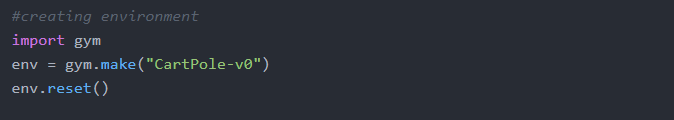 #creating environment
import gym
env = gym.make("CartPole-v0")
env.reset()